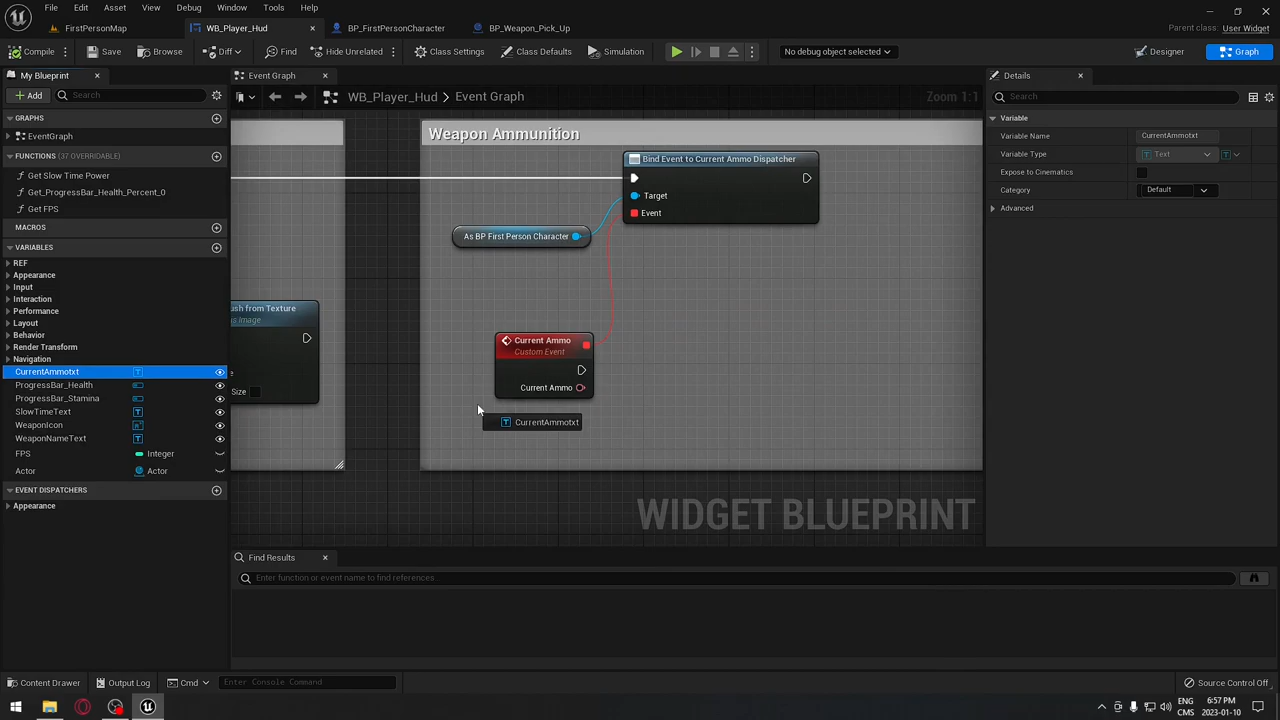 File Edit Asset View Debug Window Tools Help
FirstPersonMap WB_Player_Hud BP_FirstPersonCharacter BP_Weapon_Pick_Up Parent class: User Widget
Compile Save Browse Diff Find Hide Unrelated Class Settings Class Defaults Simulation No debug object selected Designer Graph
My Blueprint Event Graph Details
Add Search WB_Player_Hud > Event Graph Zoom 1:1 Search
GRAPHS
EventGraph
FUNCTIONS (37 OVERRIDABLE)
Get Slow Time Power
Get_ProgressBar_Health_Percent_0
Get FPS
MACROS
VARIABLES
REF
Appearance
Input
Interaction
Performance
Layout
Behavior
Render Transform
Navigation
CurrentAmmotxt
ProgressBar_Health
ProgressBar_Stamina
SlowTimeText
WeaponIcon
WeaponNameText
FPS Integer
Actor Actor
EVENT DISPATCHERS
Appearance
Weapon Ammunition
Bind Event to Current Ammo Dispatcher
Target
Event
As BP First Person Character
ush from Texture
is Image
e
Size
Current Ammo
Custom Event
Current Ammo
CurrentAmmotxt
WIDGET BLUEPRINT
Variable
Variable Name CurrentAmmotxt
Variable Type Text
Expose to Cinematics
Category Default
Advanced
Find Results
Enter function or event name to find references...
Content Drawer Output Log Cmd Enter Console Command Source Control Off
ENG
CMS
6:57 PM
2023-01-10